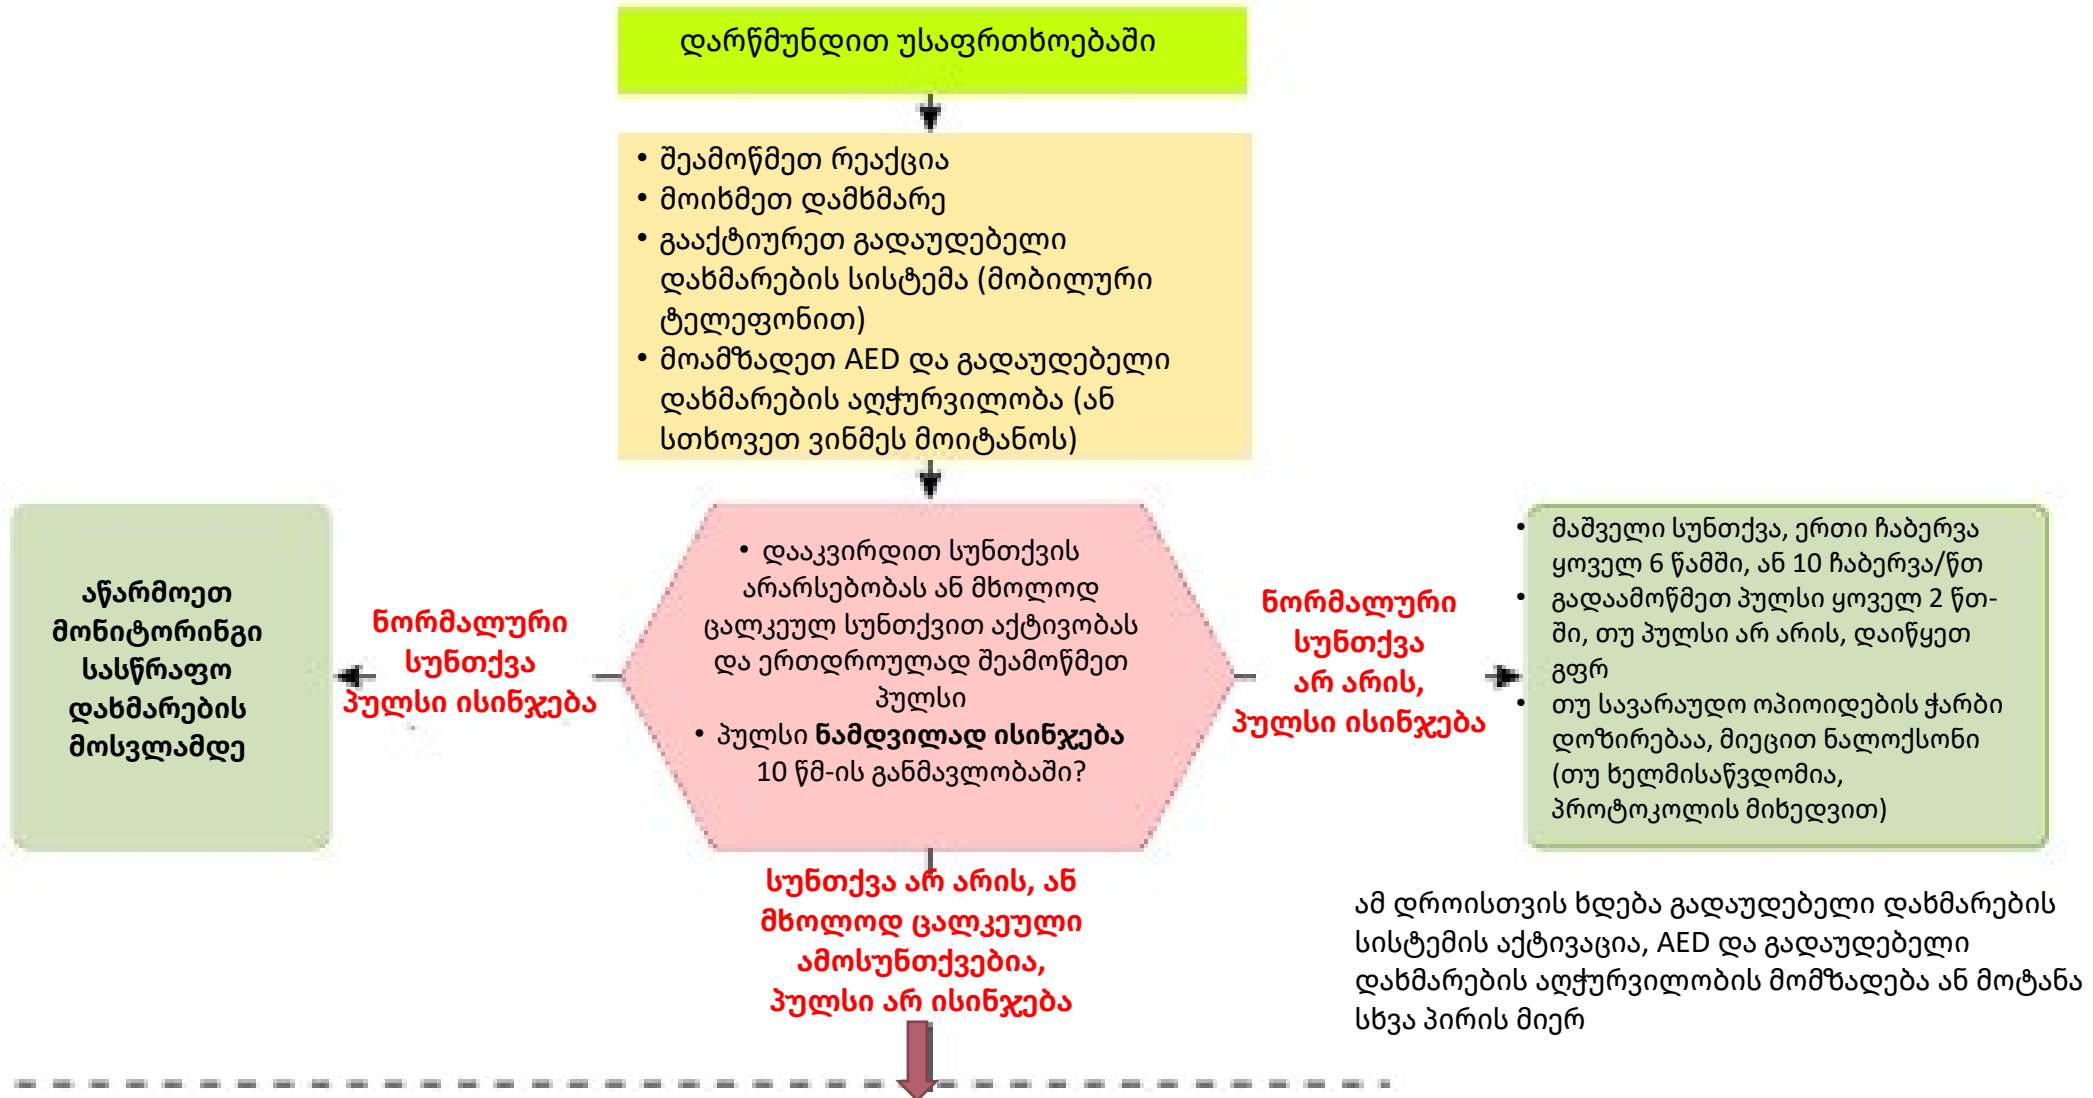 დარწმუნდით უსაფრთხოებაში
• შეამოწმეთ რეაქცია
• მოიხმეთ დამხმარე
• გააქტიურეთ გადაუდებელი
დახმარების სისტემა (მობილური
ტელეფონით)
• მოამზადეთ AED და გადაუდებელი
დახმარების აღჭურვილობა (ან
სთხოვეთ ვინმეს მოიტანოს)
აწარმოეთ
მონიტორინგი
სასწრაფო
დახმარების
მოსვლამდე
ნორმალური
სუნთქვა
პულსი ისინჯება
• დააკვირდით სუნთქვის
არარსებობას ან მხოლოდ
ცალკეულ სუნთქვით აქტივობას
და ერთდროულად შეამოწმეთ
პულსი
• პულსი ნამდვილად ისინჯება
10 წმ-ის განმავლობაში?
ნორმალური
სუნთქვა
არ არის,
პულსი ისინჯება
• მაშველი სუნთქვა, ერთი ჩაბერვა
ყოველ 6 წამში, ან 10 ჩაბერვა/წთ
• გადაამოწმეთ პულსი ყოველ 2 წთ-
ში, თუ პულსი არ არის, დაიწყეთ
გფრ
• თუ სავარაუდო ოპიოიდების ჭარბი
დოზირებაა, მიეცით ნალოქსონი
(თუ ხელმისაწვდომია,
პროტოკოლის მიხედვით)
სუნთქვა არ არის, ან
მხოლოდ ცალკეული
ამოსუნთქვებია,
პულსი არ ისინჯება
ამ დროისთვის ხდება გადაუდებელი დახმარების
სისტემის აქტივაცია, AED და გადაუდებელი
დახმარების აღჭურვილობის მომზადება ან მოტანა
სხვა პირის მიერ